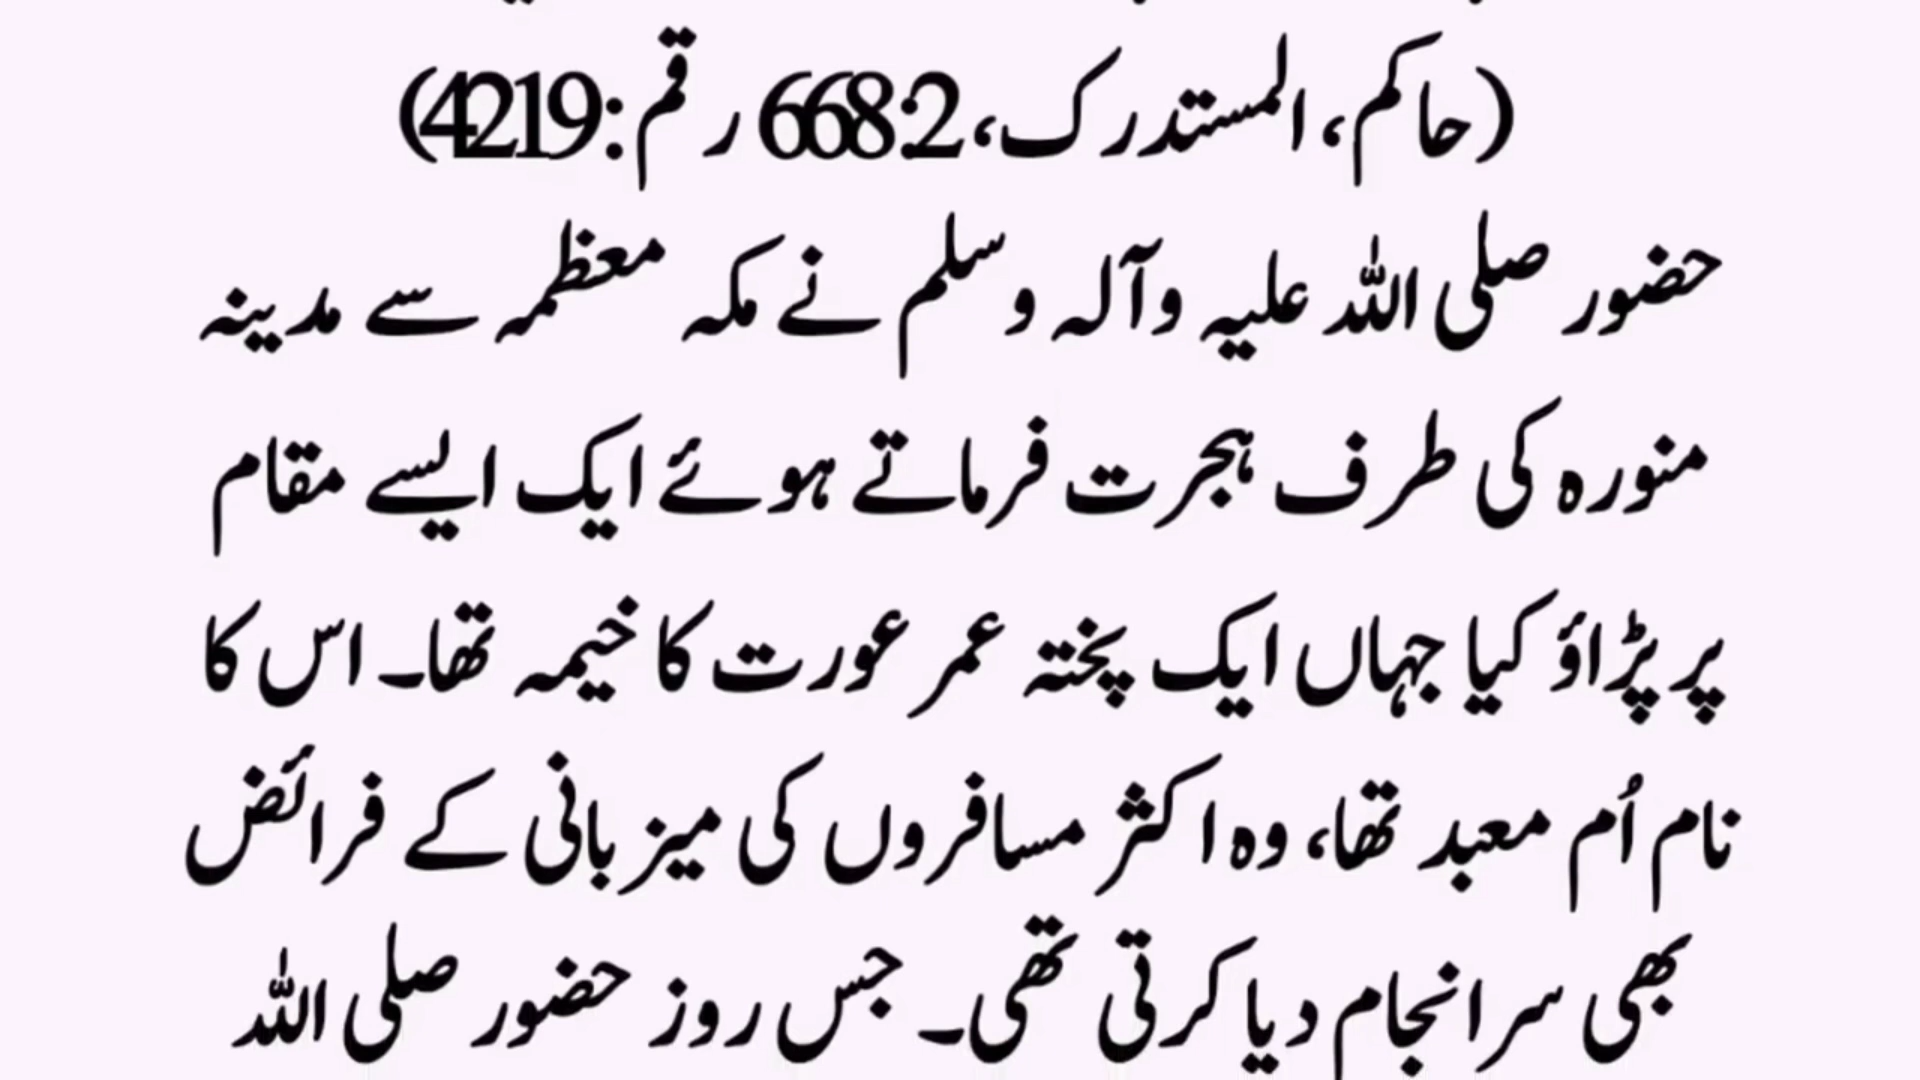 (حاکم، المستدرک، 2:668 رقم: 4219)
حضور صلی اللہ علیہ وآلہ وسلم نے مکہ معظمہ سے مدینہ
منورہ کی طرف ہجرت فرماتے ہوئے ایک ایسے مقام
پر پڑاؤ کیا جہاں ایک پختہ عمر عورت کا خیمہ تھا۔ اس کا
نام اُم معبد تھا، وہ اکثر مسافروں کی میزبانی کے فرائض
بھی سرانجام دیا کرتی تھی۔ جس روز حضور صلی اللہ